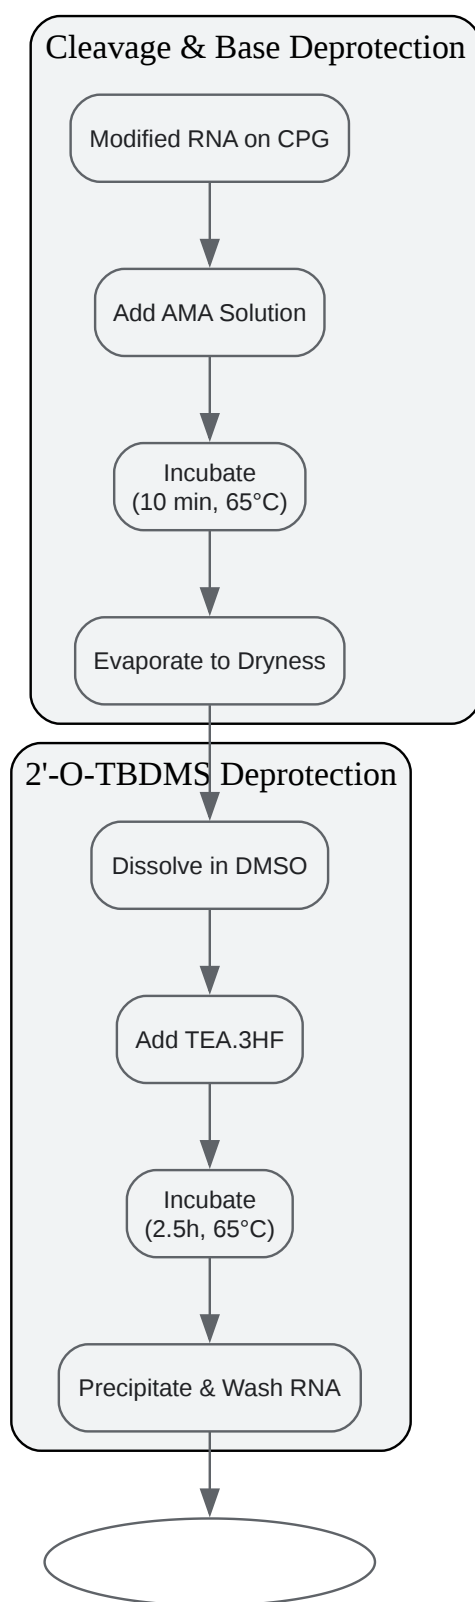 Cleavage & Base Deprotection
Modified RNA on CPG
Add AMA Solution
Incubate
(10 min, 65°C)
Evaporate to Dryness
2'-O-TBDMS Deprotection
Dissolve in DMSO
Add TEA.3HF
Incubate
(2.5h, 65°C)
Precipitate & Wash RNA